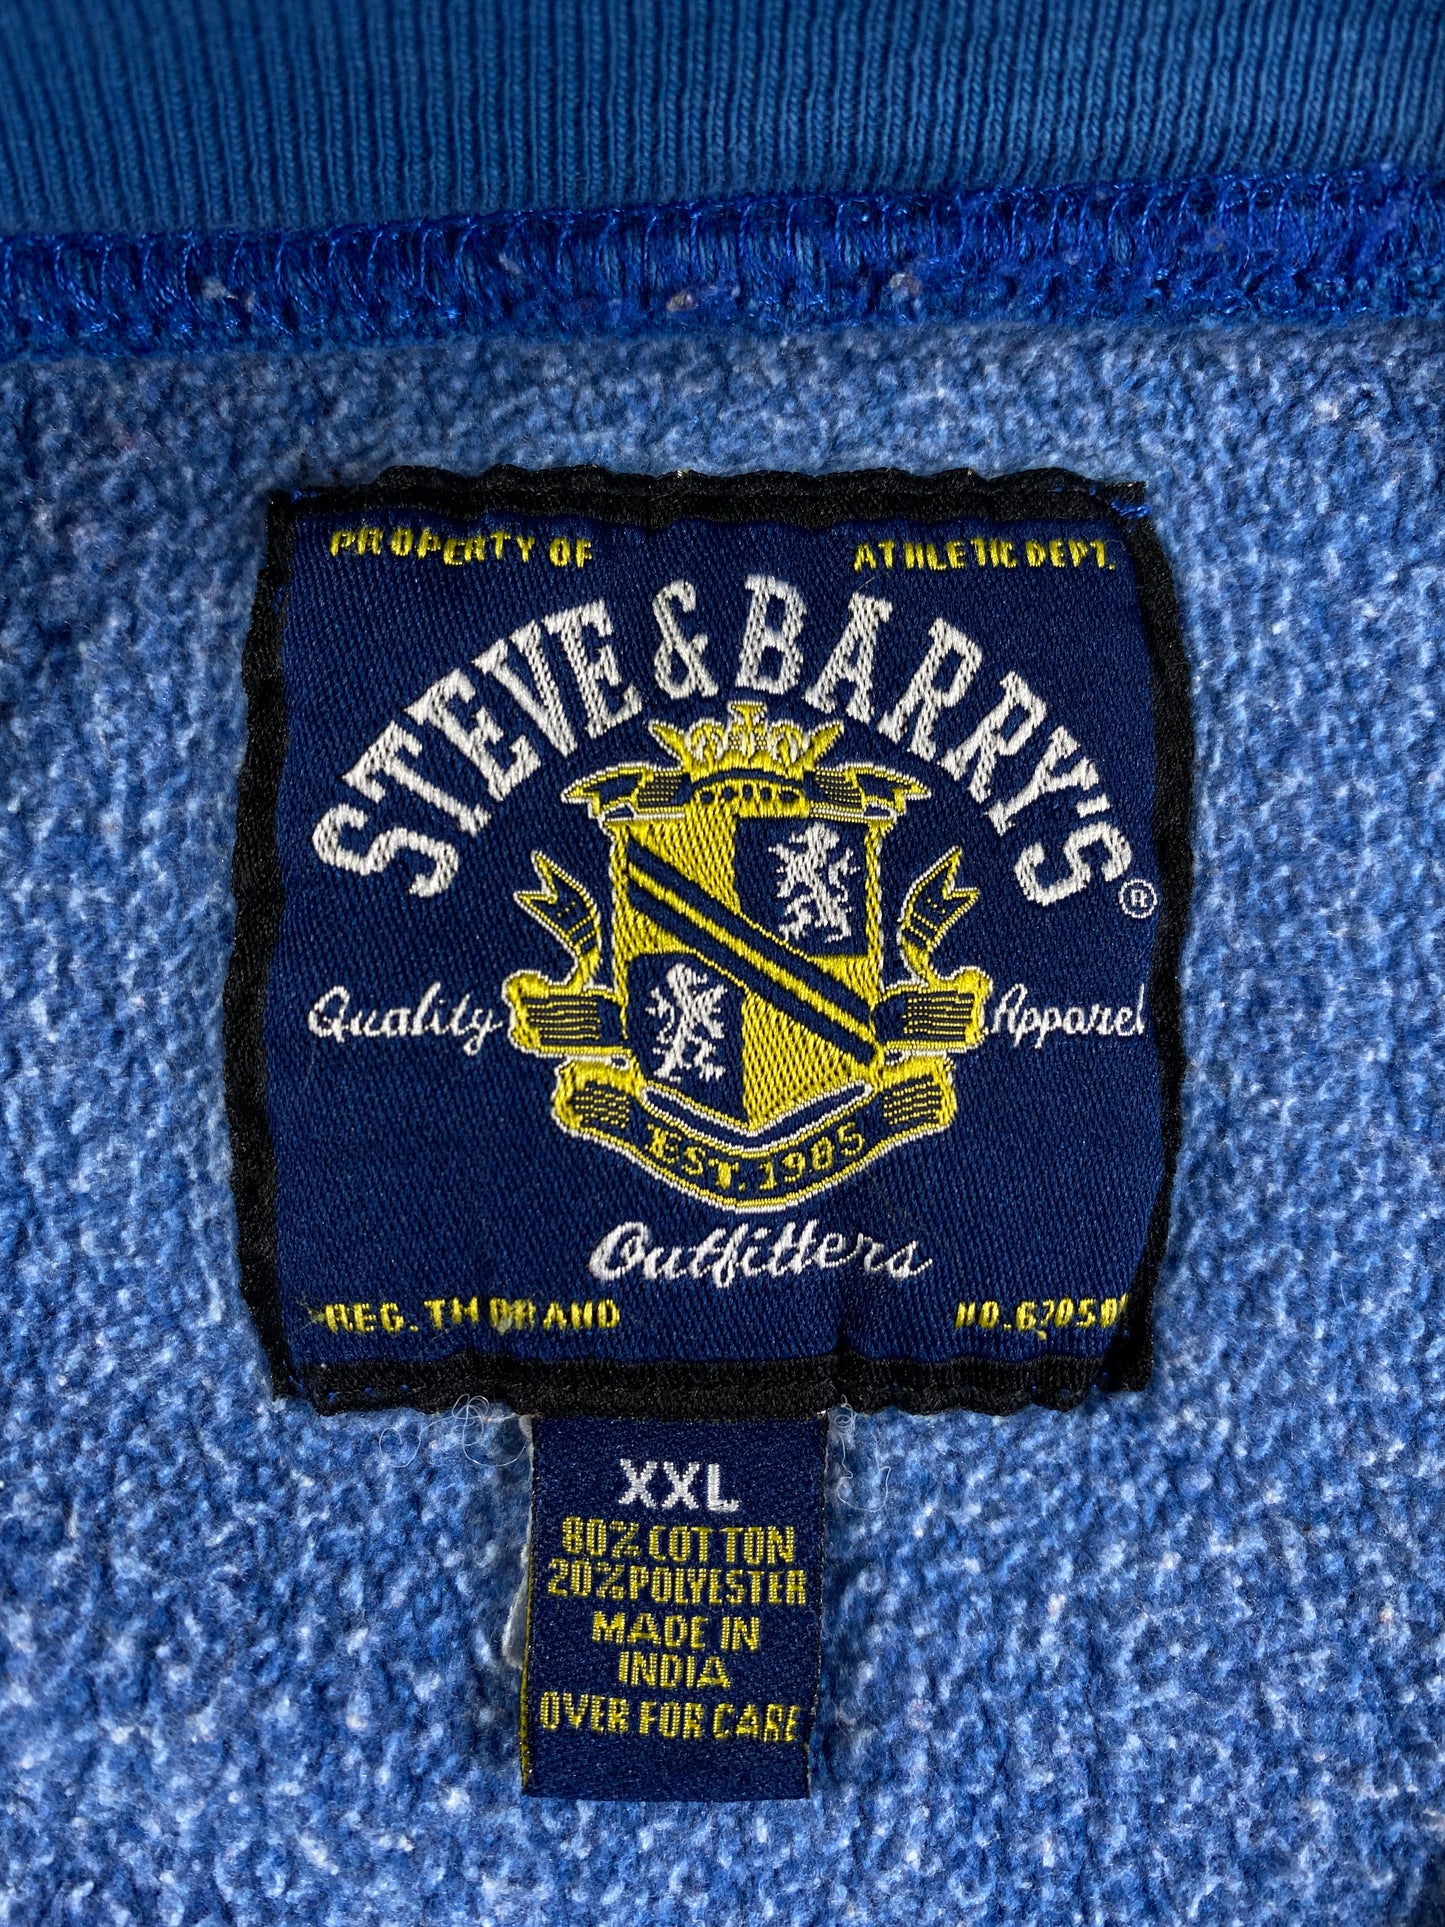 PROPERTY OF ATHLETIC DEPT.
STEVE & BARRY'S ®
Quality Apparel
EST. 1985
Outfitters
REG. TM BRAND NO.
XXL
80% COTTON
20% POLYESTER
MADE IN
INDIA
OVER FOR CARE